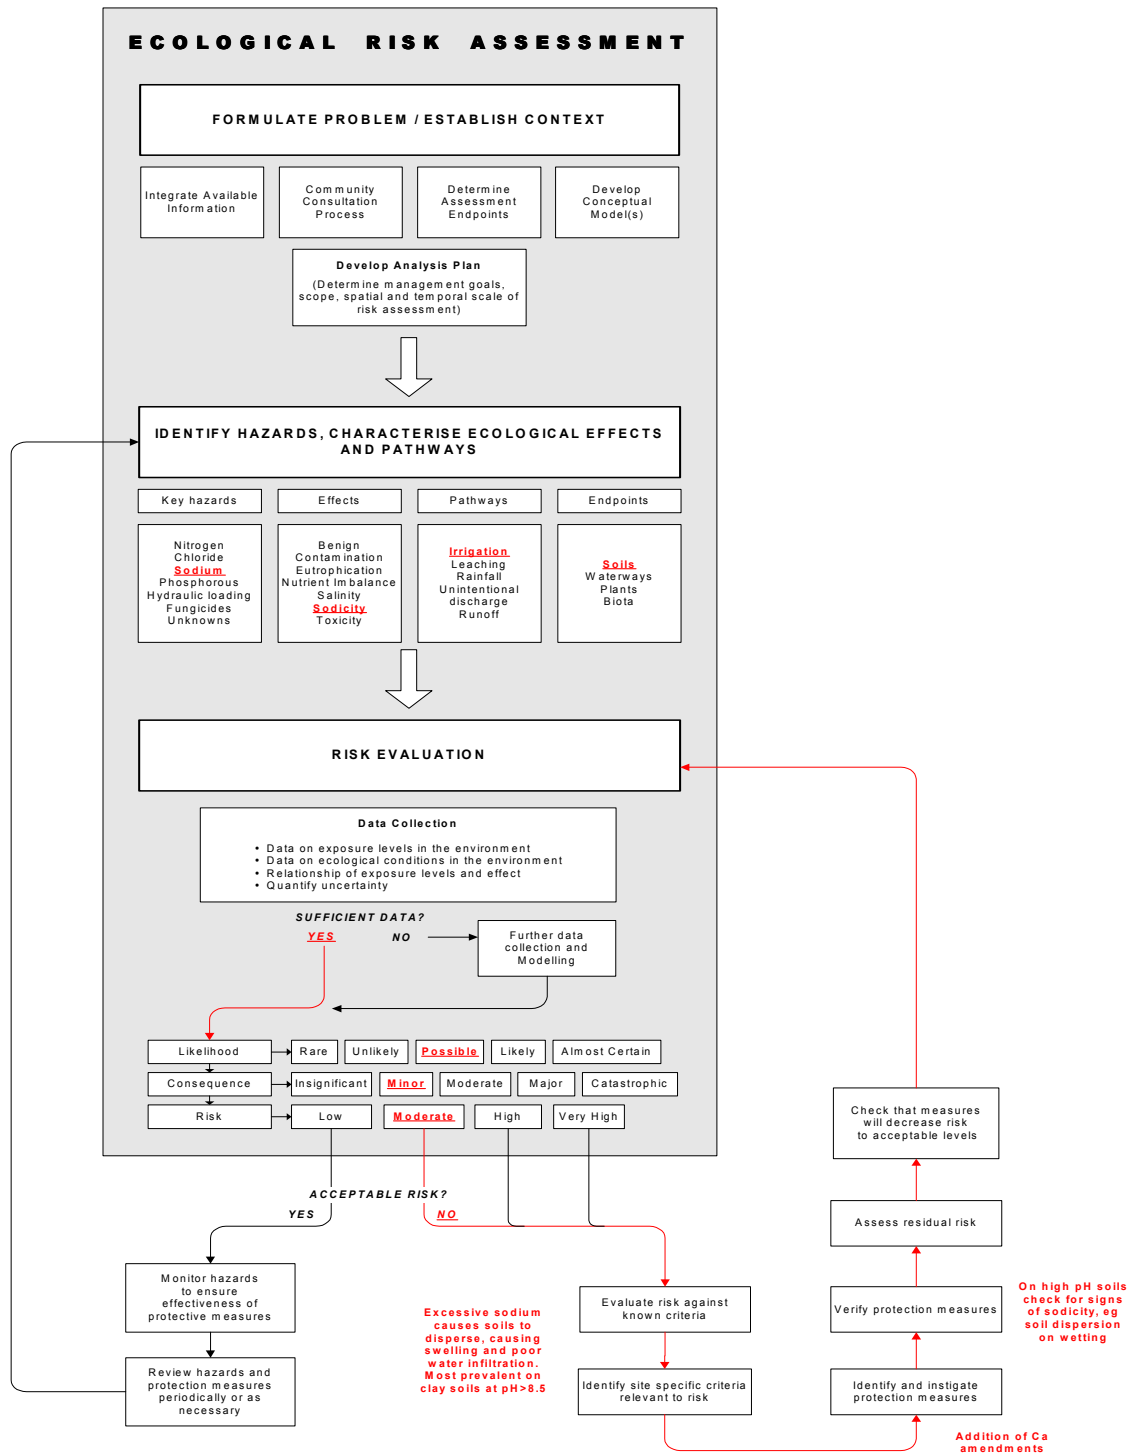 ECOLOGICAL RISK ASSESSMENT
FORMULATE PROBLEM / ESTABLISH CONTEXT
Integrate Available
Information
Community
Consultation
Process
Determine
Assessment
Endpoints
Develop
Conceptual
Model(s)
Develop Analysis Plan
(Determine management goals,
scope, spatial and temporal scale of
risk assessment)
IDENTIFY HAZARDS, CHARACTERISE ECOLOGICAL EFFECTS
AND PATHWAYS
Key hazards
Effects
Pathways
Endpoints
Nitrogen
Chloride
Sodium
Phosphorous
Hydraulic loading
Fungicides
Unknowns
Benign
Contamination
Eutrophication
Nutrient Imbalance
Salinity
Sodicity
Toxicity
Irrigation
Leaching
Rainfall
Unintentional
discharge
Runoff
Soils
Waterways
Plants
Biota
RISK EVALUATION
Data Collection
• Data on exposure levels in the environment
• Data on ecological conditions in the environment
• Relationship of exposure levels and effect
• Quantify uncertainty
SUFFICIENT DATA?
YES
NO
Further data
collection and
Modelling
Likelihood
Rare
Unlikely
Possible
Likely
Almost Certain
Consequence
Insignificant
Minor
Moderate
Major
Catastrophic
Risk
Low
Moderate
High
Very High
ACCEPTABLE RISK?
YES
NO
Monitor hazards
to ensure
effectiveness of
protective measures
Review hazards and
protection measures
periodically or as
necessary
Excessive sodium
causes soils to
disperse, causing
swelling and poor
water infiltration.
Most prevalent on
clay soils at pH>8.5
Evaluate risk against
known criteria
Identify site specific criteria
relevant to risk
Check that measures
will decrease risk
to acceptable levels
Assess residual risk
Verify protection measures
On high pH soils
check for signs
of sodicity, eg
soil dispersion
on wetting
Identify and instigate
protection measures
Addition of Ca
amendments